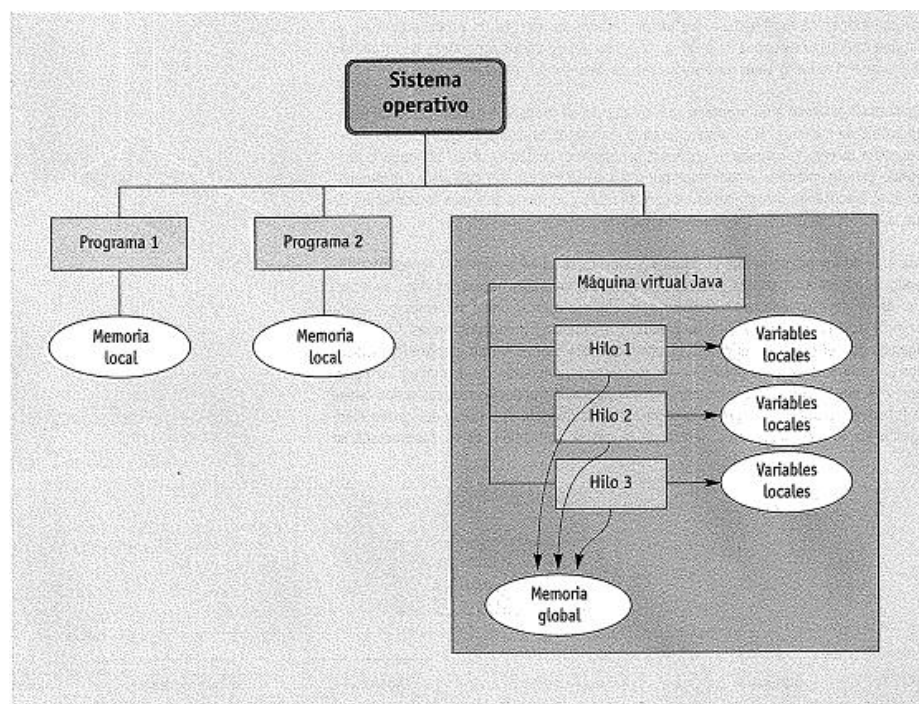 Sistema
operativo
Programa 1
Programa 2
Memoria
local
Memoria
local
Máquina virtual Java
Hilo 1
Variables
locales
Hilo 2
Variables
locales
Hilo 3
Variables
locales
Memoria
global